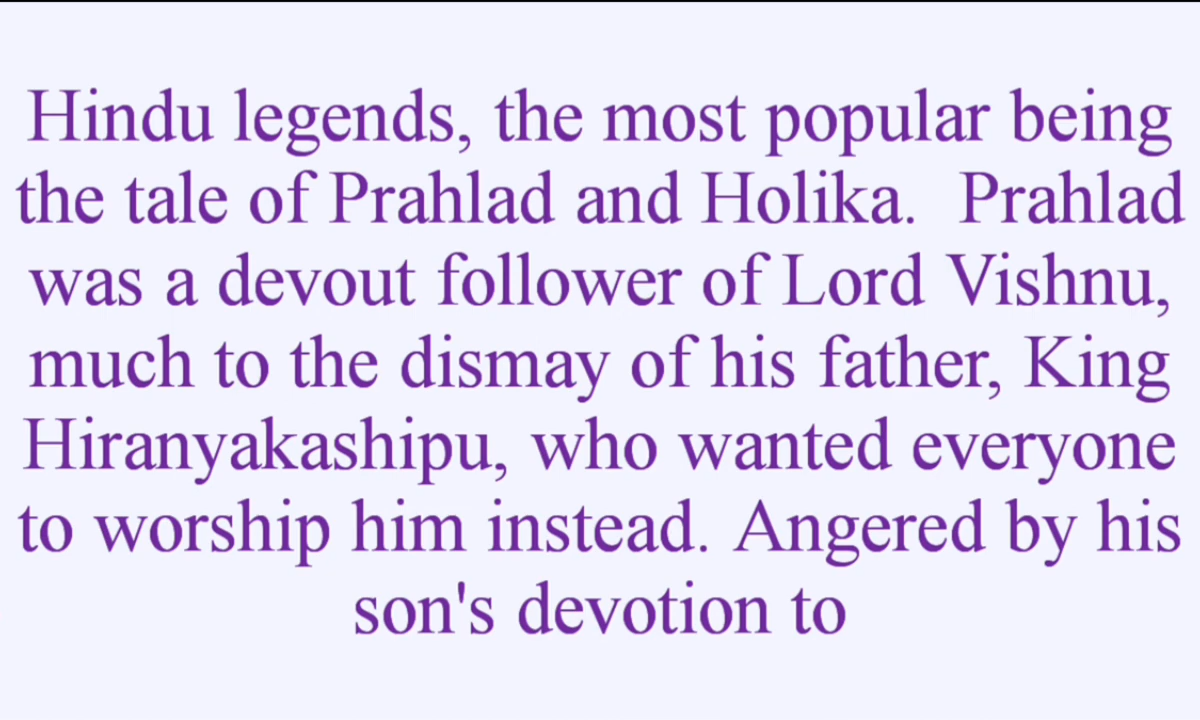 Hindu legends, the most popular being
the tale of Prahlad and Holika.  Prahlad
was a devout follower of Lord Vishnu,
much to the dismay of his father, King
Hiranyakashipu, who wanted everyone
to worship him instead. Angered by his
son's devotion to